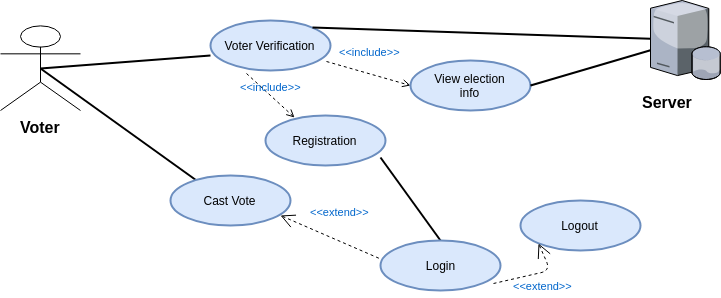 Voter Verification
<<include>>
View election
info
<<include>>
Server
Voter
Registration
Cast Vote
<<extend>>
Logout
Login
<<extend>>